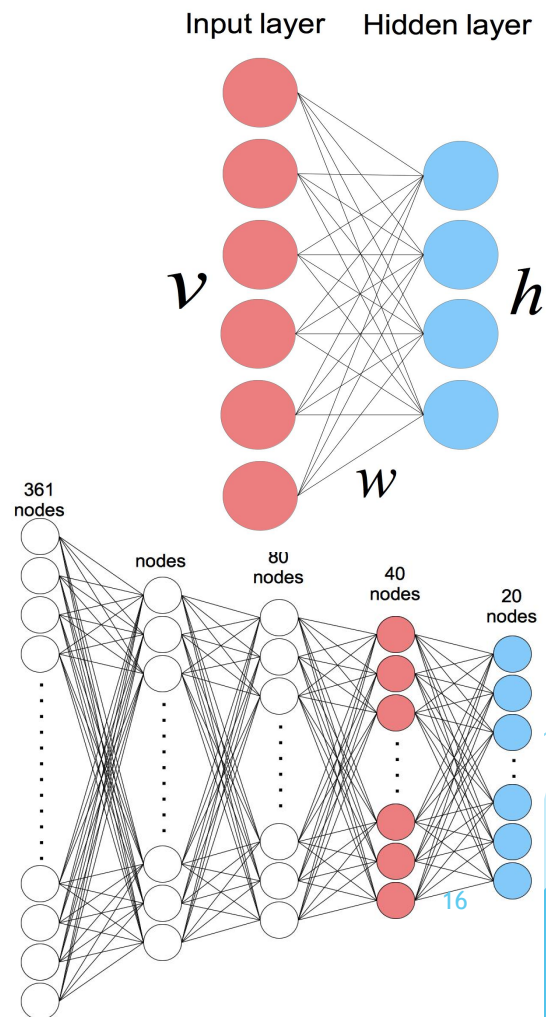 Input layer
Hidden layer
v
h
w
361
nodes
nodes
80
nodes
40
nodes
20
nodes
16